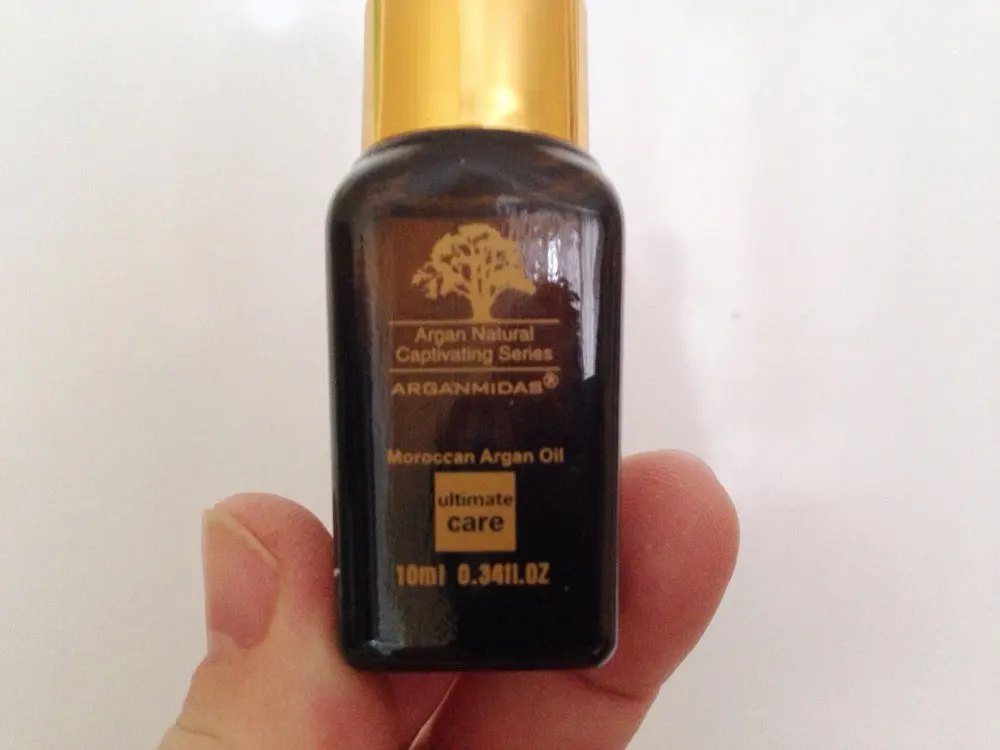 Argan Natural
Captivating Series
ARGANMIDAS®
Moroccan Argan Oil
ultimate
care
10ml 0.34fl.OZ